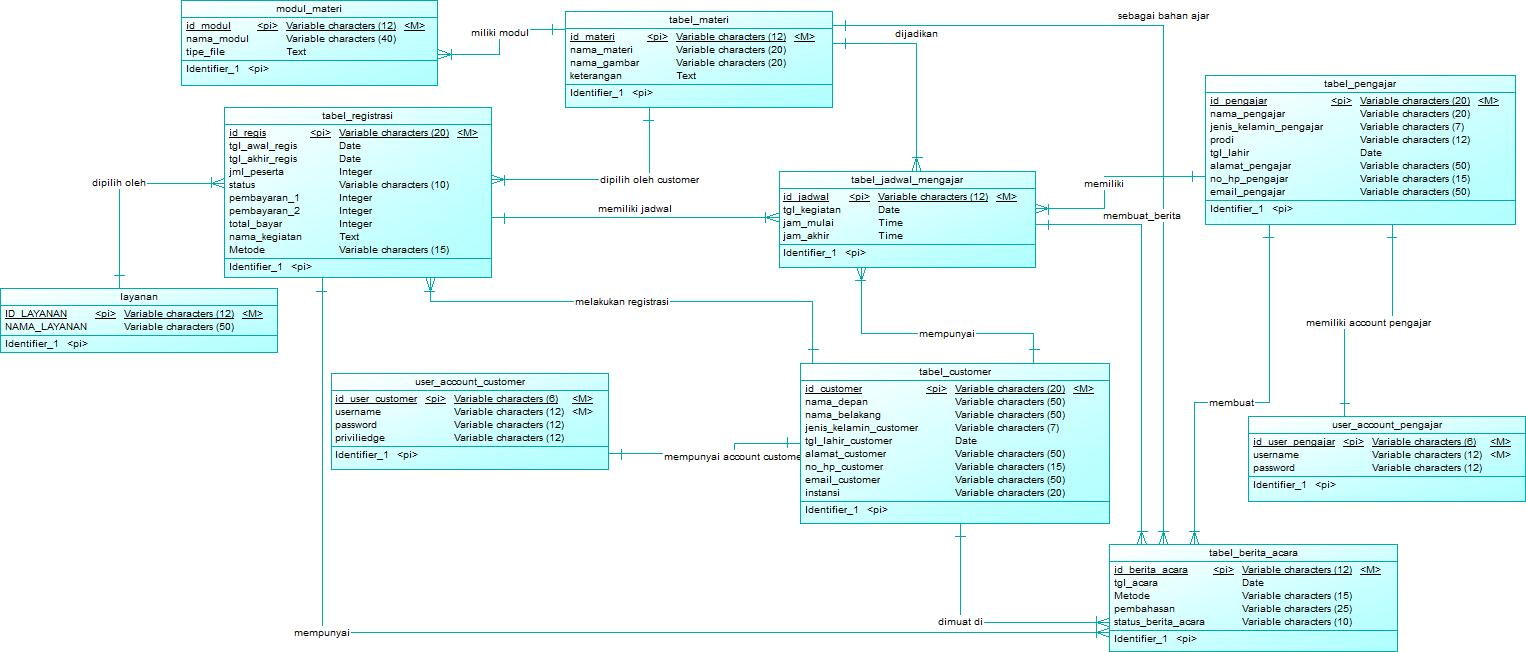 modul_materi
id_modul <pi> Variable characters (12) <M>
nama_modul Variable characters (40)
tipe_file Text
Identifier_1 <pi>
miliki modul
tabel_materi
id_materi <pi> Variable characters (12) <M>
nama_materi Variable characters (20)
nama_gambar Variable characters (20)
keterangan Text
Identifier_1 <pi>
sebagai bahan ajar
dijadikan
tabel_pengajar
id_pengajar <pi> Variable characters (20) <M>
nama_pengajar Variable characters (20)
jenis_kelamin_pengajar Variable characters (7)
prodi Variable characters (12)
tgl_lahir Date
alamat_pengajar Variable characters (50)
no_hp_pengajar Variable characters (15)
email_pengajar Variable characters (50)
Identifier_1 <pi>
tabel_registrasi
id_regis <pi> Variable characters (20) <M>
tgl_awal_regis Date
tgl_akhir_regis Date
jml_peserta Integer
status Variable characters (10)
pembayaran_1 Integer
pembayaran_2 Integer
total_bayar Integer
nama_kegiatan Text
Metode Variable characters (15)
Identifier_1 <pi>
dipilih oleh
dipilih oleh customer
memiliki jadwal
tabel_jadwal_mengajar
id_jadwal <pi> Variable characters (12) <M>
tgl_kegiatan Date
jam_mulai Time
jam_akhir Time
Identifier_1 <pi>
memiliki
membuat_berita
layanan
ID_LAYANAN <pi> Variable characters (12) <M>
NAMA_LAYANAN Variable characters (50)
Identifier_1 <pi>
melakukan registrasi
mempunyai
memiliki account pengajar
user_account_customer
id_user_customer <pi> Variable characters (6) <M>
username Variable characters (12) <M>
password Variable characters (12)
priviliedge Variable characters (12)
Identifier_1 <pi>
mempunyai account custome
tabel_customer
id_customer <pi> Variable characters (20) <M>
nama_depan Variable characters (50)
nama_belakang Variable characters (50)
jenis_kelamin_customer Variable characters (7)
tgl_lahir_customer Date
alamat_customer Variable characters (50)
no_hp_customer Variable characters (15)
email_customer Variable characters (50)
instansi Variable characters (20)
Identifier_1 <pi>
membuat
user_account_pengajar
id_user_pengajar <pi> Variable characters (6) <M>
username Variable characters (12) <M>
password Variable characters (12)
Identifier_1 <pi>
tabel_berita_acara
id_berita_acara <pi> Variable characters (12) <M>
tgl_acara Date
Metode Variable characters (15)
pembahasan Variable characters (25)
status_berita_acara Variable characters (10)
Identifier_1 <pi>
dimuat di
mempunyai